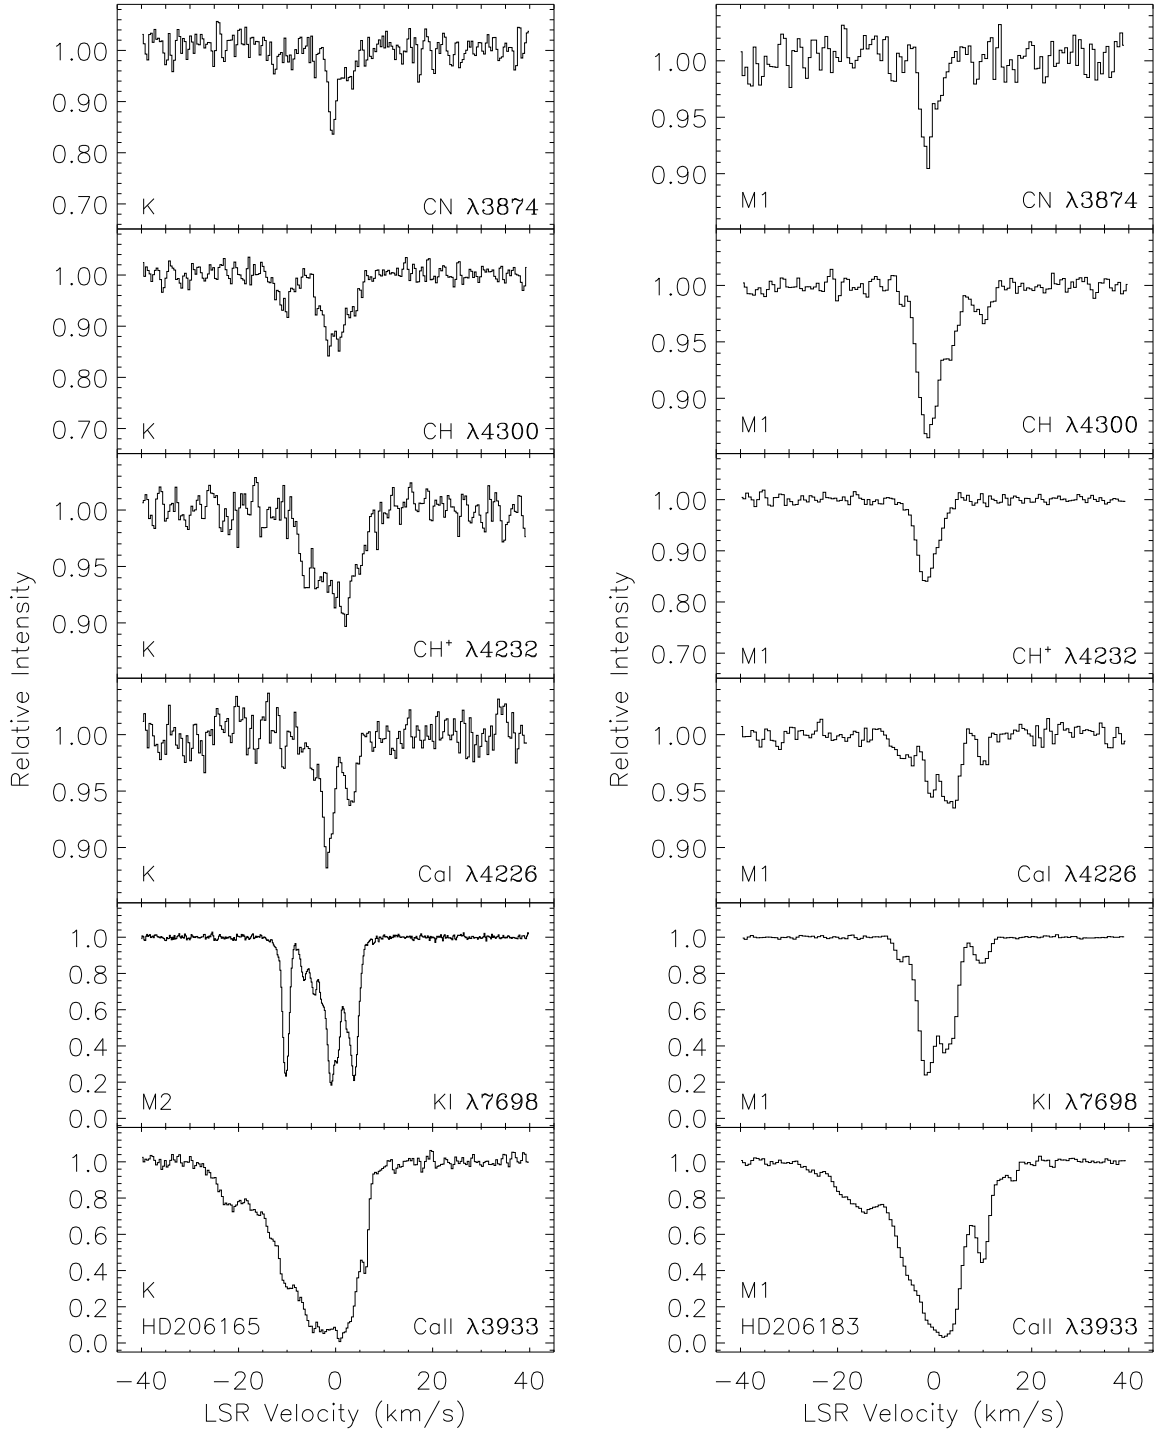 1.00
0.90
0.80
0.70
K CN λ3874
1.00
0.90
0.80
0.70
K CH λ4300
1.00
0.95
0.90
K CH⁺ λ4232
1.00
0.95
0.90
K CaI λ4226
1.0
0.8
0.6
0.4
0.2
0.0
M2 KI λ7698
1.0
0.8
0.6
0.4
0.2
0.0
K
HD206165 CaII λ3933
−40 −20 0 20 40
LSR Velocity (km/s)
Relative Intensity
1.00
0.95
0.90
M1 CN λ3874
1.00
0.95
0.90
M1 CH λ4300
1.00
0.90
0.80
0.70
M1 CH⁺ λ4232
1.00
0.95
0.90
M1 CaI λ4226
1.0
0.8
0.6
0.4
0.2
0.0
M1 KI λ7698
1.0
0.8
0.6
0.4
0.2
0.0
M1
HD206183 CaII λ3933
−40 −20 0 20 40
LSR Velocity (km/s)
Relative Intensity